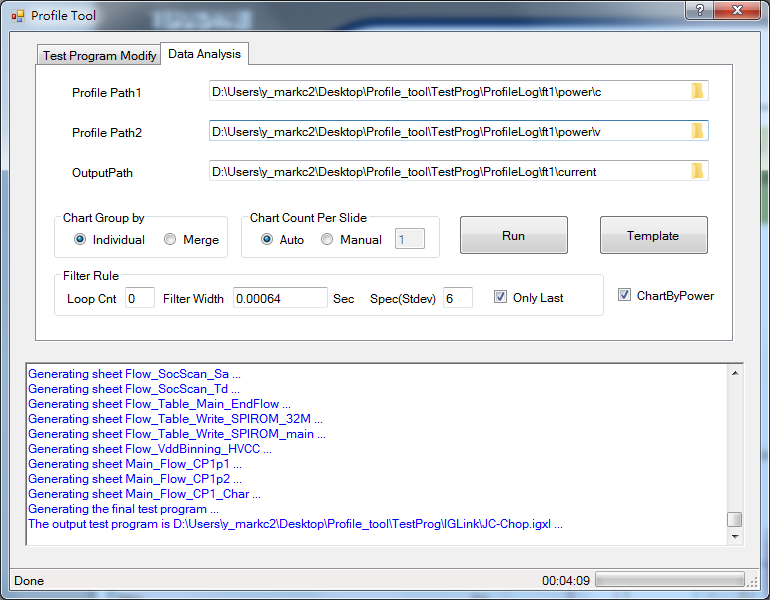 Profile Tool
?
Test Program Modify Data Analysis
Profile Path1 D:\Users\y_markc2\Desktop\Profile_tool\TestProg\ProfileLog\ft1\power\c
Profile Path2 D:\Users\y_markc2\Desktop\Profile_tool\TestProg\ProfileLog\ft1\power\v
OutputPath D:\Users\y_markc2\Desktop\Profile_tool\TestProg\ProfileLog\ft1\current
Chart Group by Chart Count Per Slide
Individual Merge Auto Manual 1 Run Template
Filter Rule
Loop Cnt 0 Filter Width 0.00064 Sec Spec(Stdev) 6 Only Last ChartByPower
Generating sheet Flow_SocScan_Sa ...
Generating sheet Flow_SocScan_Td ...
Generating sheet Flow_Table_Main_EndFlow ...
Generating sheet Flow_Table_Write_SPIROM_32M ...
Generating sheet Flow_Table_Write_SPIROM_main ...
Generating sheet Flow_VddBinning_HVCC ...
Generating sheet Main_Flow_CP1p1 ...
Generating sheet Main_Flow_CP1p2 ...
Generating sheet Main_Flow_CP1_Char ...
Generating the final test program ...
The output test program is D:\Users\y_markc2\Desktop\Profile_tool\TestProg\IGLink\JC-Chop.igxl ...
Done 00:04:09